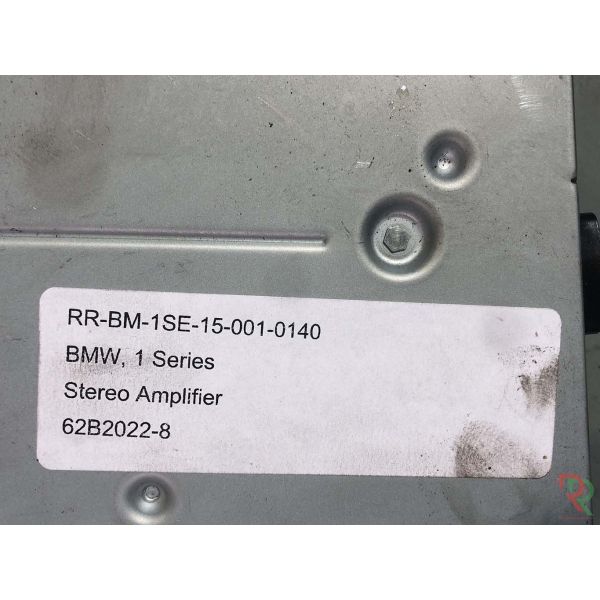 RR-BM-1SE-15-001-0140
BMW, 1 Series
Stereo Amplifier
62B2022-8